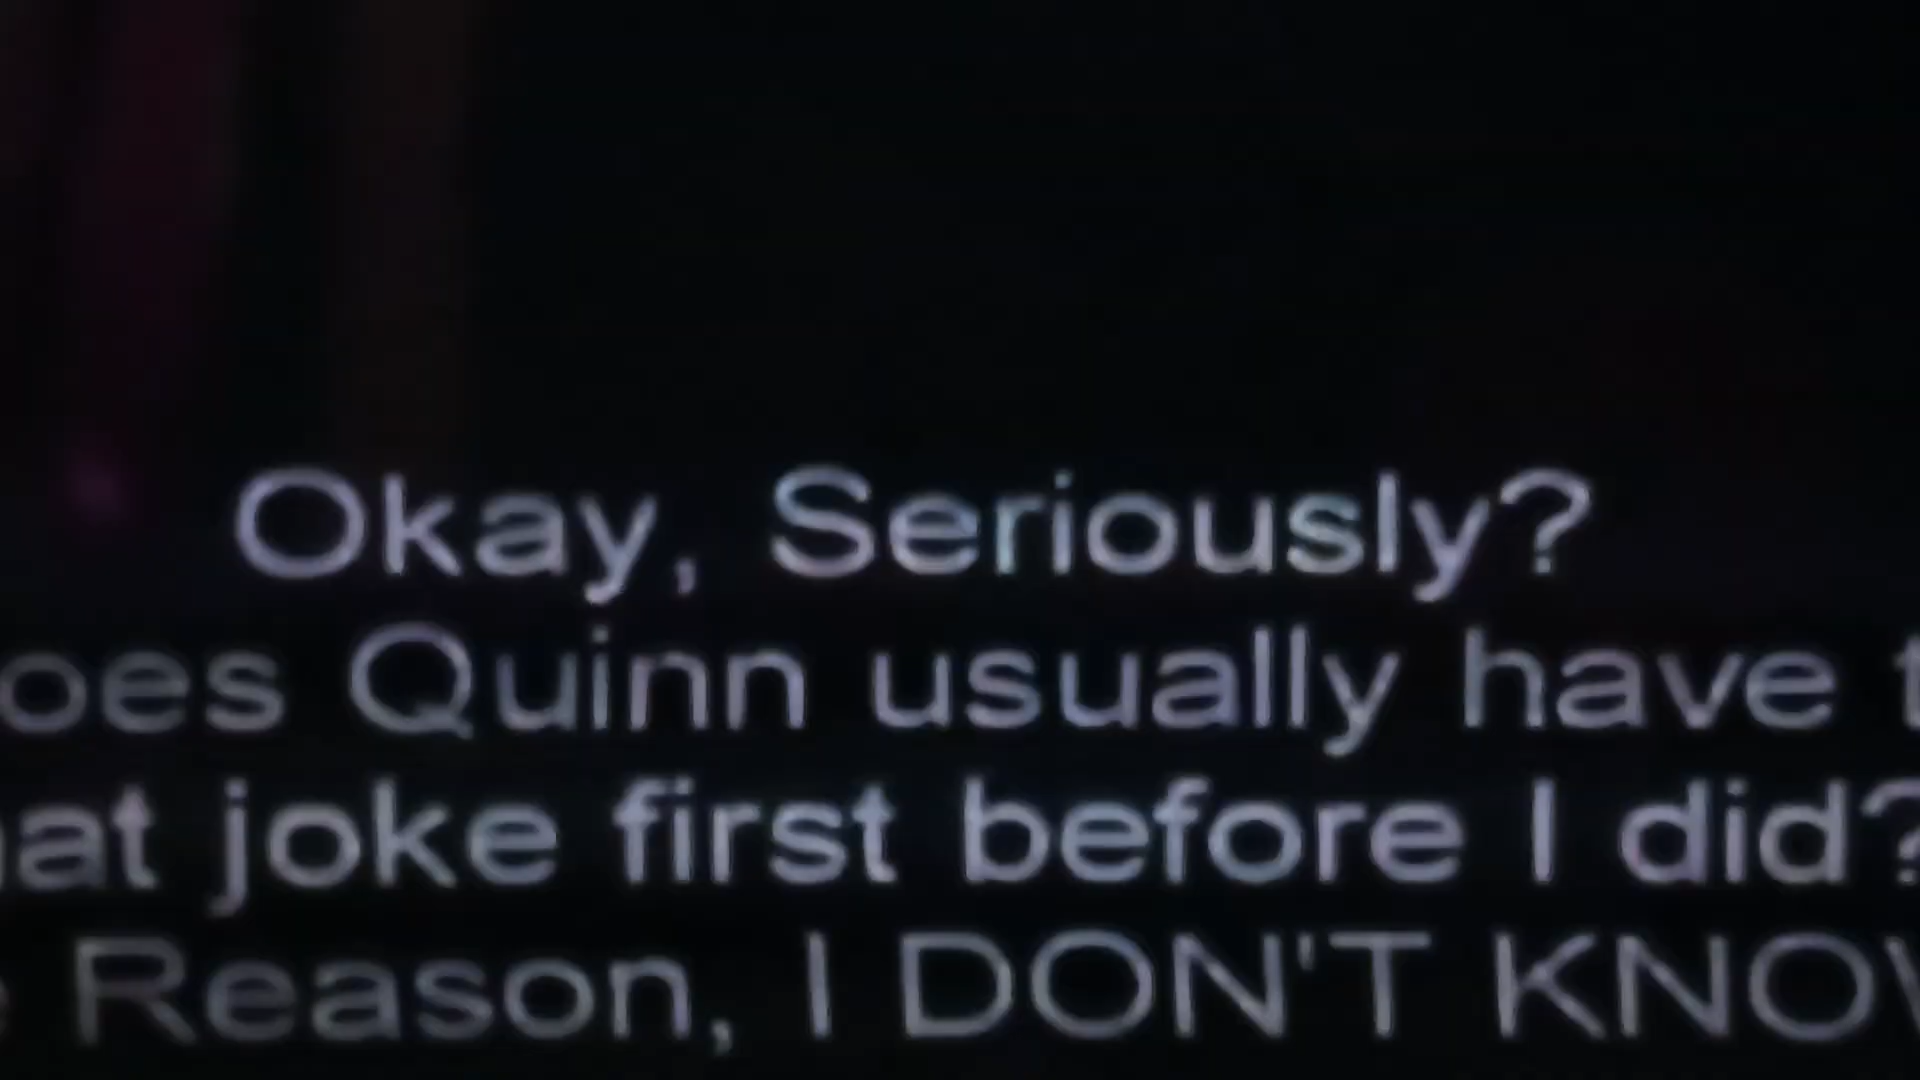 Okay, Seriously?
oes Quinn usually have t
at joke first before I did?
Reason, I DON'T KNOW